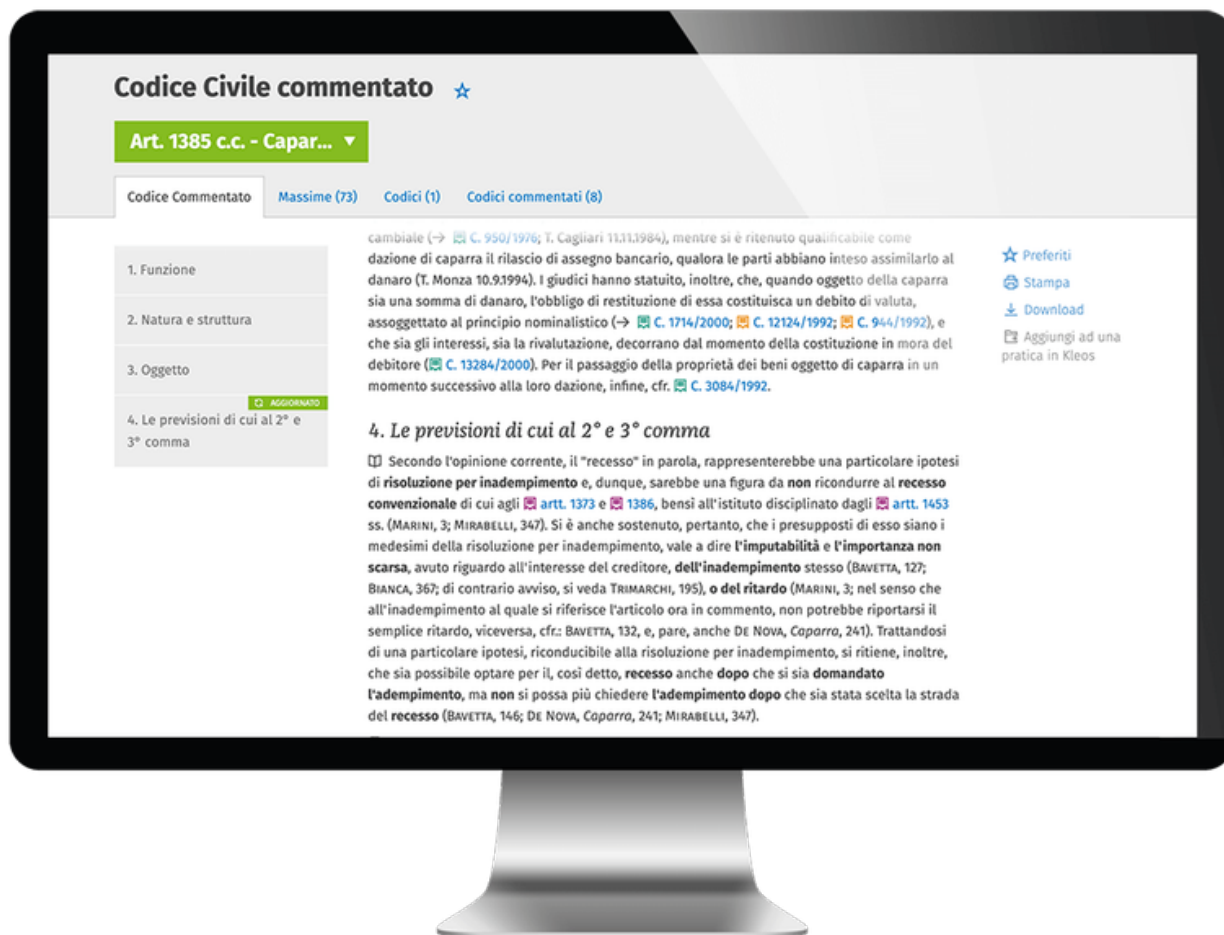 Codice Civile commentato
Art. 1385 c.c. - Capar...
Codice Commentato
Massime (73)
Codici (1)
Codici commentati (8)
1. Funzione
2. Natura e struttura
3. Oggetto
AGGIORNATO
4. Le previsioni di cui al 2° e
3° comma
cambiale (→ C. 950/1976; T. Cagliari 11.11.1984), mentre si è ritenuto qualificabile come
dazione di caparra il rilascio di assegno bancario, qualora le parti abbiano inteso assimilarlo al
danaro (T. Monza 10.9.1994). I giudici hanno statuito, inoltre, che, quando oggetto della caparra
sia una somma di danaro, l'obbligo di restituzione di essa costituisca un debito di valuta,
assoggettato al principio nominalistico (→ C. 1714/2000; C. 12124/1992; C. 944/1992), e
che sia gli interessi, sia la rivalutazione, decorrano dal momento della costituzione in mora del
debitore (C. 13284/2000). Per il passaggio della proprietà dei beni oggetto di caparra in un
momento successivo alla loro dazione, infine, cfr. C. 3084/1992.
4. Le previsioni di cui al 2° e 3° comma
Secondo l'opinione corrente, il "recesso" in parola, rappresenterebbe una particolare ipotesi
di risoluzione per inadempimento e, dunque, sarebbe una figura da non ricondurre al recesso
convenzionale di cui agli artt. 1373 e 1386, bensì all'istituto disciplinato dagli artt. 1453
ss. (MARINI, 3; MIRABELLI, 347). Si è anche sostenuto, pertanto, che i presupposti di esso siano i
medesimi della risoluzione per inadempimento, vale a dire l'imputabilità e l'importanza non
scarsa, avuto riguardo all'interesse del creditore, dell'inadempimento stesso (BAVETTA, 127;
BIANCA, 367; di contrario avviso, si veda TRIMARCHI, 195), o del ritardo (MARINI, 3; nel senso che
all'inadempimento al quale si riferisce l'articolo ora in commento, non potrebbe riportarsi il
semplice ritardo, viceversa, cfr.: BAVETTA, 132, e, pare, anche DE NOVA, Caparra, 241). Trattandosi
di una particolare ipotesi, riconducibile alla risoluzione per inadempimento, si ritiene, inoltre,
che sia possibile optare per il, così detto, recesso anche dopo che si sia domandato
l'adempimento, ma non si possa più chiedere l'adempimento dopo che sia stata scelta la strada
del recesso (BAVETTA, 146; DE NOVA, Caparra, 241; MIRABELLI, 347).
Preferiti
Stampa
Download
Aggiungi ad una
pratica in Kleos